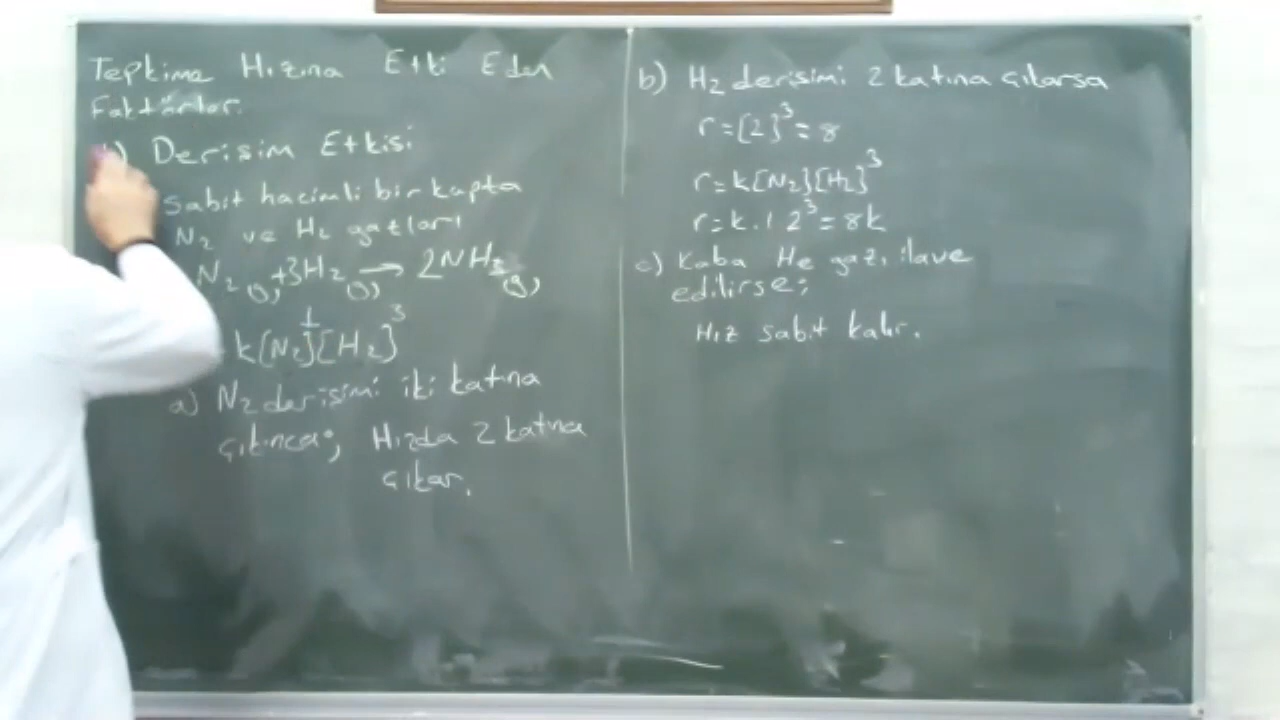 Tepkime Hızına Etki Eden
Faktörler.
Derişim Etkisi
Sabit hacimli bir kapta
N₂ ve H₂ gazları
N₂(g) + 3H₂(g) → 2NH₃(g)
k[N₂]¹[H₂]³
a) N₂ derişimi iki katına
çıkınca; Hızda 2 katına
çıkar.
b) H₂ derişimi 2 katına çıkarsa
r = [2]³ = 8
r = k[N₂][H₂]³
r = k.1 2³ = 8k
c) Kaba He gazı ilave
edilirse;
Hız sabit kalır.